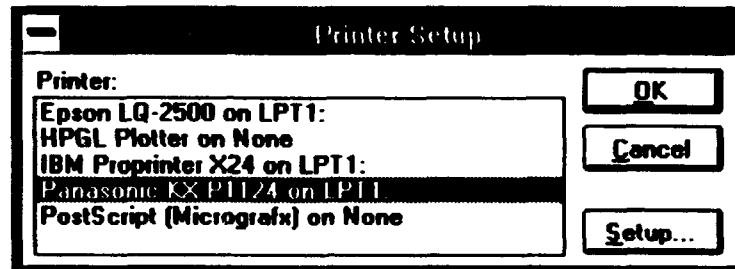 Printer Setup
Printer:
Epson LQ-2500 on LPT1:
HPGL Plotter on None
IBM Proprinter X24 on LPT1:
Panasonic KX P1124 on LPT1
PostScript (Micrografx) on None
OK
Cancel
Setup...